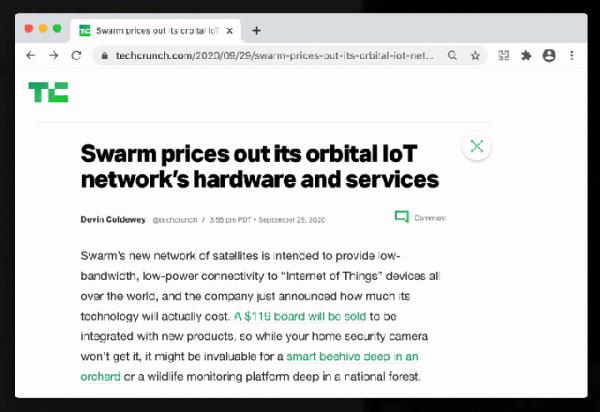 Swarm prices out its orbital IoT
techcrunch.com/2020/09/29/swarm-prices-out-its-orbital-iot-net...
TC
Swarm prices out its orbital IoT
network's hardware and services
Devin Coldewey @techcrunch / 3:55 pm PDT • September 29, 2020 Comment
Swarm's new network of satellites is intended to provide low-
bandwidth, low-power connectivity to "Internet of Things" devices all
over the world, and the company just announced how much its
technology will actually cost. A $119 board will be sold to be
integrated with new products, so while your home security camera
won't get it, it might be invaluable for a smart beehive deep in an
orchard or a wildlife monitoring platform deep in a national forest.